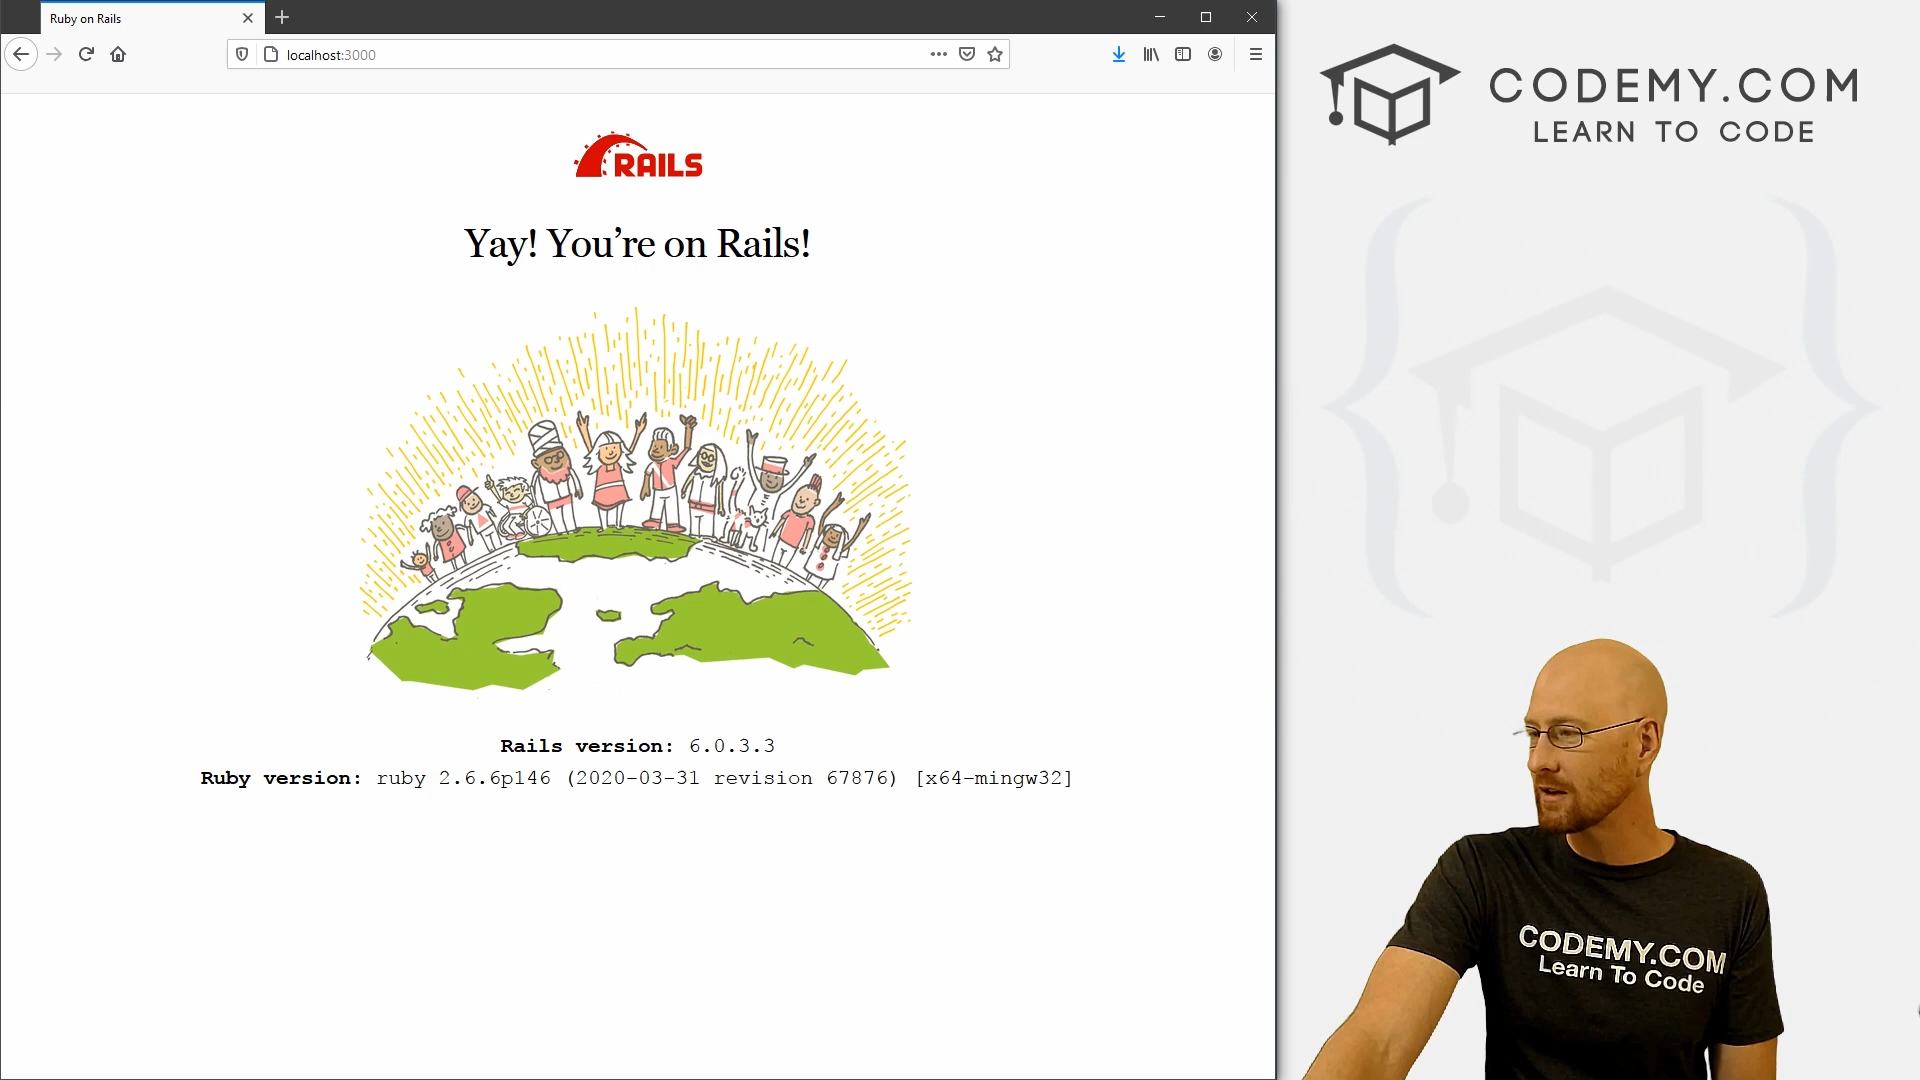 Ruby on Rails
localhost:3000
RAILS
Yay! You’re on Rails!
Rails version: 6.0.3.3
Ruby version: ruby 2.6.6p146 (2020-03-31 revision 67876) [x64-mingw32]
CODEMY.COM
LEARN TO CODE
CODEMY.COM
Learn To Code